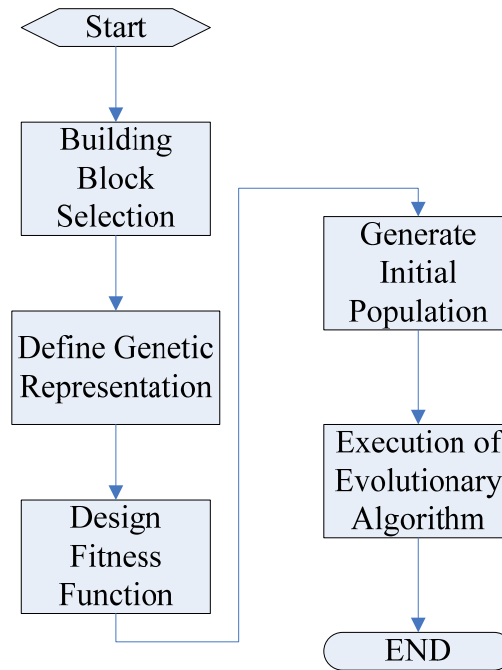 Start
Building
Block
Selection
Define Genetic
Representation
Design
Fitness
Function
Generate
Initial
Population
Execution of
Evolutionary
Algorithm
END